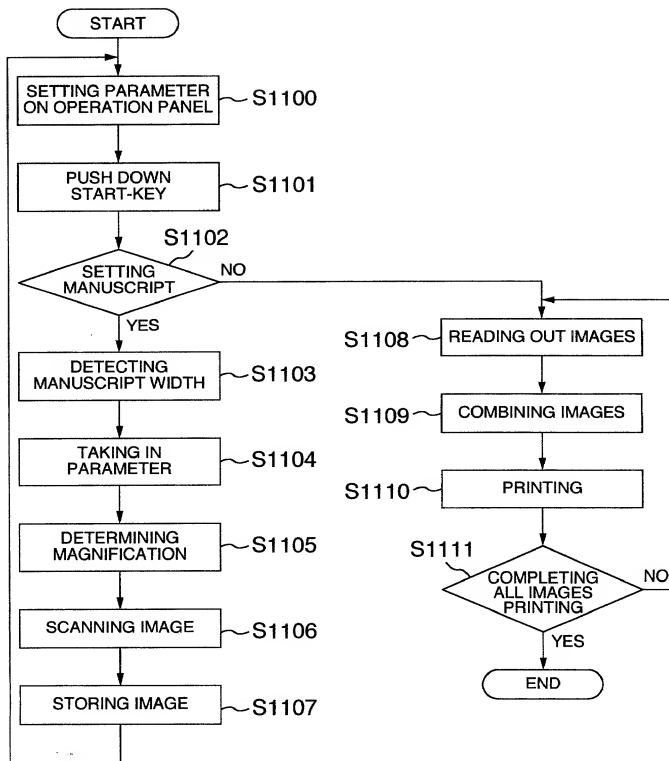 START
SETTING PARAMETER
ON OPERATION PANEL
S1100
PUSH DOWN
START-KEY
S1101
S1102
SETTING
MANUSCRIPT
NO
YES
DETECTING
MANUSCRIPT WIDTH
S1103
TAKING IN
PARAMETER
S1104
DETERMINING
MAGNIFICATION
S1105
SCANNING IMAGE
S1106
STORING IMAGE
S1107
S1108
READING OUT IMAGES
S1109
COMBINING IMAGES
S1110
PRINTING
S1111
COMPLETING
ALL IMAGES
PRINTING
NO
YES
END